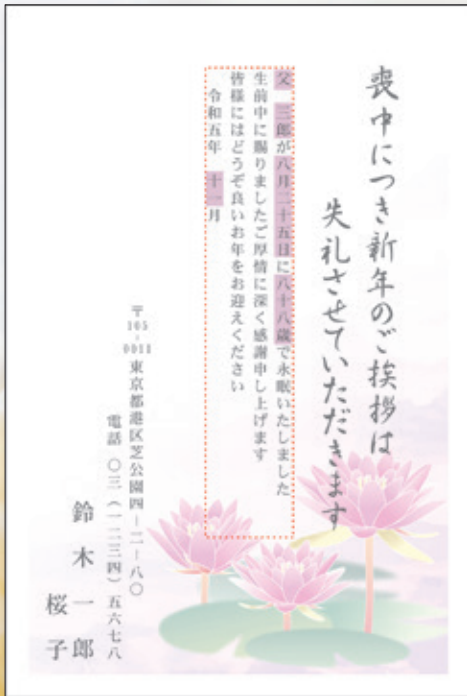 喪中につき新年のご挨拶は
失礼させていただきます
父 三郎が八月二十五日に八十八歳で永眠いたしました
生前中に賜りましたご厚情に深く感謝申し上げます
皆様にはどうぞ良いお年をお迎えください
令和五年 十一月
〒105-0011 東京都港区芝公園四―二―八〇
電話 〇三(一二三四)五六七八
鈴木一郎
桜子